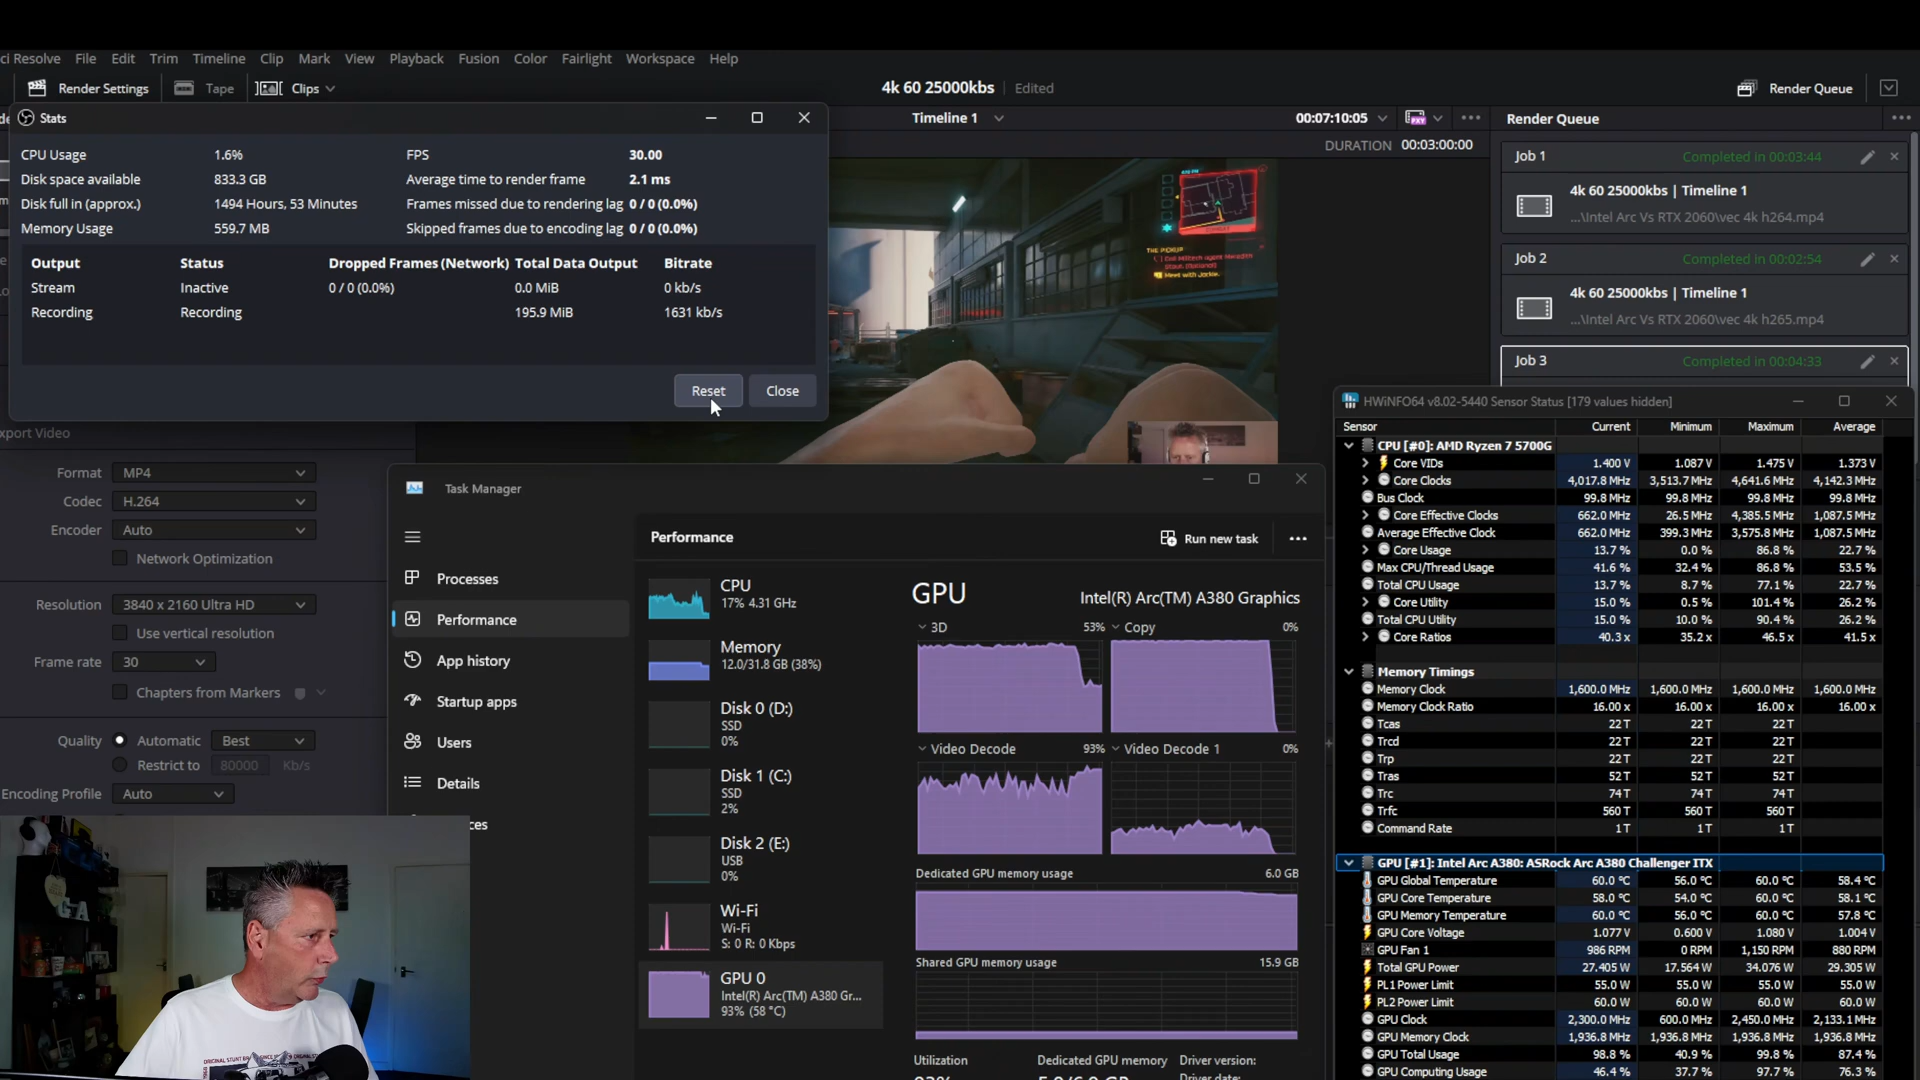 ci Resolve File Edit Trim Timeline Clip Mark View Playback Fusion Color Fairlight Workspace Help
Render Settings Tape Clips 4k 60 25000kbs Edited Render Queue
Stats
Timeline 1 00:07:10:05
DURATION 00:03:00:00
CPU Usage 1.6% FPS 30.00
Disk space available 833.3 GB Average time to render frame 2.1 ms
Disk full in (approx.) 1494 Hours, 53 Minutes Frames missed due to rendering lag 0 / 0 (0.0%)
Memory Usage 559.7 MB Skipped frames due to encoding lag 0 / 0 (0.0%)
Output Status Dropped Frames (Network) Total Data Output Bitrate
Stream Inactive 0 / 0 (0.0%) 0.0 MiB 0 kb/s
Recording Recording 195.9 MiB 1631 kb/s
Reset Close
THE PICKUP
Meet with Jackie.
Render Queue
Job 1 Completed in 00:03:44
4k 60 25000kbs | Timeline 1
...\Intel Arc Vs RTX 2060\vec 4k h264.mp4
Job 2 Completed in 00:02:54
4k 60 25000kbs | Timeline 1
...\Intel Arc Vs RTX 2060\vec 4k h265.mp4
Job 3 Completed in 00:04:33
xport Video
Format MP4
Codec H.264
Encoder Auto
Network Optimization
Resolution 3840 x 2160 Ultra HD
Use vertical resolution
Frame rate 30
Chapters from Markers
Quality Automatic Best
Restrict to 80000 Kb/s
Encoding Profile Auto
Task Manager
Performance Run new task
Processes
Performance
App history
Startup apps
Users
Details
ces
CPU
17% 4.31 GHz
Memory
12.0/31.8 GB (38%)
Disk 0 (D:)
SSD
0%
Disk 1 (C:)
SSD
2%
Disk 2 (E:)
USB
0%
Wi-Fi
Wi-Fi
S: 0 R: 0 Kbps
GPU 0
Intel(R) Arc(TM) A380 Gr...
93% (58 °C)
GPU Intel(R) Arc(TM) A380 Graphics
3D 53% Copy 0%
Video Decode 93% Video Decode 1 0%
Dedicated GPU memory usage 6.0 GB
Shared GPU memory usage 15.9 GB
Utilization Dedicated GPU memory Driver version:
HWiNFO64 v8.02-5440 Sensor Status [179 values hidden]
Sensor Current Minimum Maximum Average
CPU [#0]: AMD Ryzen 7 5700G
Core VIDs 1.400 V 1.087 V 1.475 V 1.373 V
Core Clocks 4,017.8 MHz 3,513.7 MHz 4,641.6 MHz 4,142.3 MHz
Bus Clock 99.8 MHz 99.8 MHz 99.8 MHz 99.8 MHz
Core Effective Clocks 662.0 MHz 26.5 MHz 4,385.5 MHz 1,087.5 MHz
Average Effective Clock 662.0 MHz 399.3 MHz 3,575.8 MHz 1,087.5 MHz
Core Usage 13.7 % 0.0 % 86.8 % 22.7 %
Max CPU/Thread Usage 41.6 % 32.4 % 86.8 % 53.5 %
Total CPU Usage 13.7 % 8.7 % 77.1 % 22.7 %
Core Utility 15.0 % 0.5 % 101.4 % 26.2 %
Total CPU Utility 15.0 % 10.0 % 90.4 % 26.2 %
Core Ratios 40.3 x 35.2 x 46.5 x 41.5 x
Memory Timings
Memory Clock 1,600.0 MHz 1,600.0 MHz 1,600.0 MHz 1,600.0 MHz
Memory Clock Ratio 16.00 x 16.00 x 16.00 x 16.00 x
Tcas 22 T 22 T 22 T
Trcd 22 T 22 T 22 T
Trp 22 T 22 T 22 T
Tras 52 T 52 T 52 T
Trc 74 T 74 T 74 T
Trfc 560 T 560 T 560 T
Command Rate 1 T 1 T 1 T
GPU [#1]: Intel Arc A380: ASRock Arc A380 Challenger ITX
GPU Global Temperature 60.0 ºC 56.0 ºC 60.0 ºC 58.4 ºC
GPU Core Temperature 58.0 ºC 54.0 ºC 60.0 ºC 58.1 ºC
GPU Memory Temperature 60.0 ºC 56.0 ºC 60.0 ºC 57.8 ºC
GPU Core Voltage 1.077 V 0.600 V 1.080 V 1.004 V
GPU Fan 1 986 RPM 0 RPM 1,150 RPM 880 RPM
Total GPU Power 27.405 W 17.564 W 34.076 W 29.305 W
PL1 Power Limit 55.0 W 55.0 W 55.0 W 55.0 W
PL2 Power Limit 60.0 W 60.0 W 60.0 W 60.0 W
GPU Clock 2,300.0 MHz 600.0 MHz 2,450.0 MHz 2,133.1 MHz
GPU Memory Clock 1,936.8 MHz 1,936.8 MHz 1,936.8 MHz 1,936.8 MHz
GPU Total Usage 98.8 % 40.9 % 99.8 % 87.4 %
GPU Computing Usage 46.4 % 37.7 % 97.7 % 76.3 %